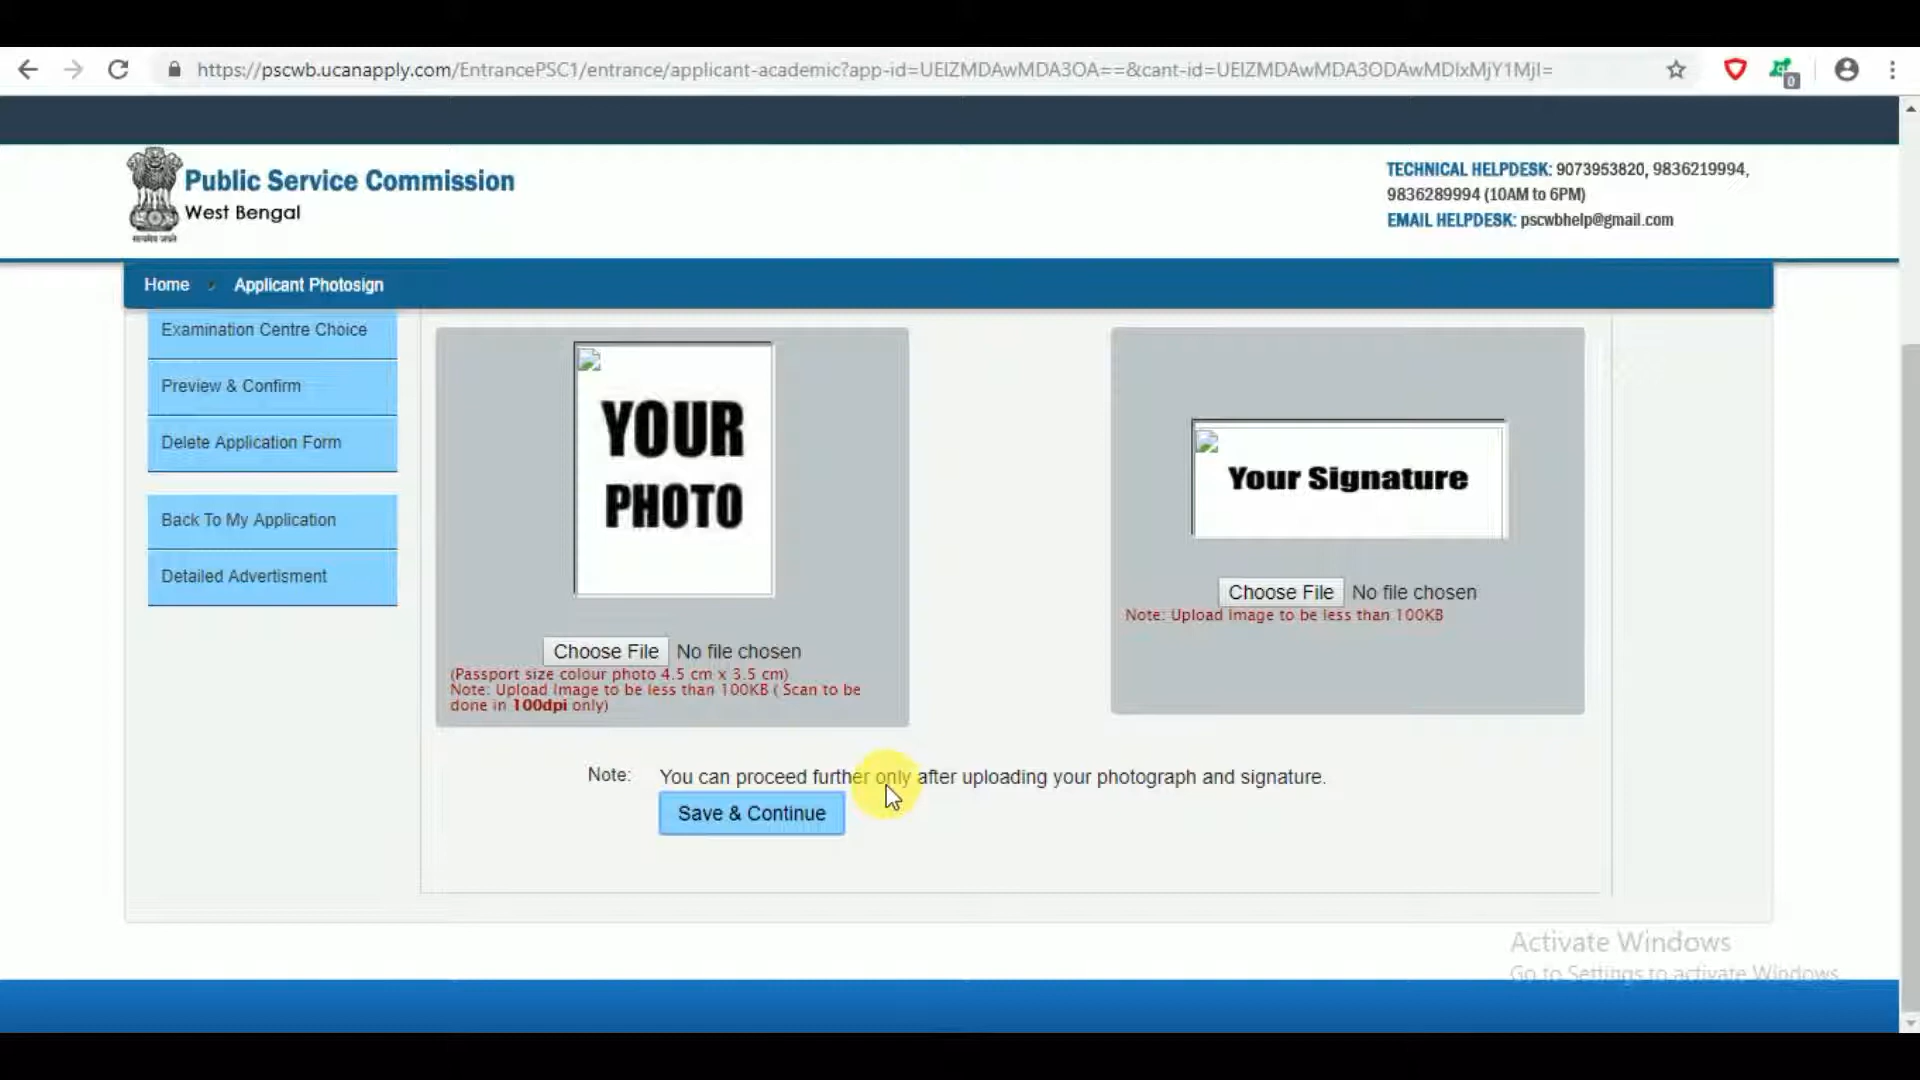 https://pscwb.ucanapply.com/EntrancePSC1/entrance/applicant-academic?app-id=UElZMDAwMDA3OA==&cant-id=UElZMDAwMDA3ODAwMDIxMjY1MjI=
0
Public Service Commission
West Bengal
सत्यमेव जयते
TECHNICAL HELPDESK: 9073953820, 9836219994,
9836289994 (10AM to 6PM)
EMAIL HELPDESK: pscwbhelp@gmail.com
Home Applicant Photosign
Examination Centre Choice
Preview & Confirm
Delete Application Form
Back To My Application
Detailed Advertisment
YOUR
PHOTO
Choose File No file chosen
(Passport size colour photo 4.5 cm x 3.5 cm)
Note: Upload Image to be less than 100KB ( Scan to be
done in 100dpi only)
Your Signature
Choose File No file chosen
Note: Upload Image to be less than 100KB
Note: You can proceed further only after uploading your photograph and signature.
Save & Continue
Activate Windows
Go to Settings to activate Windows.